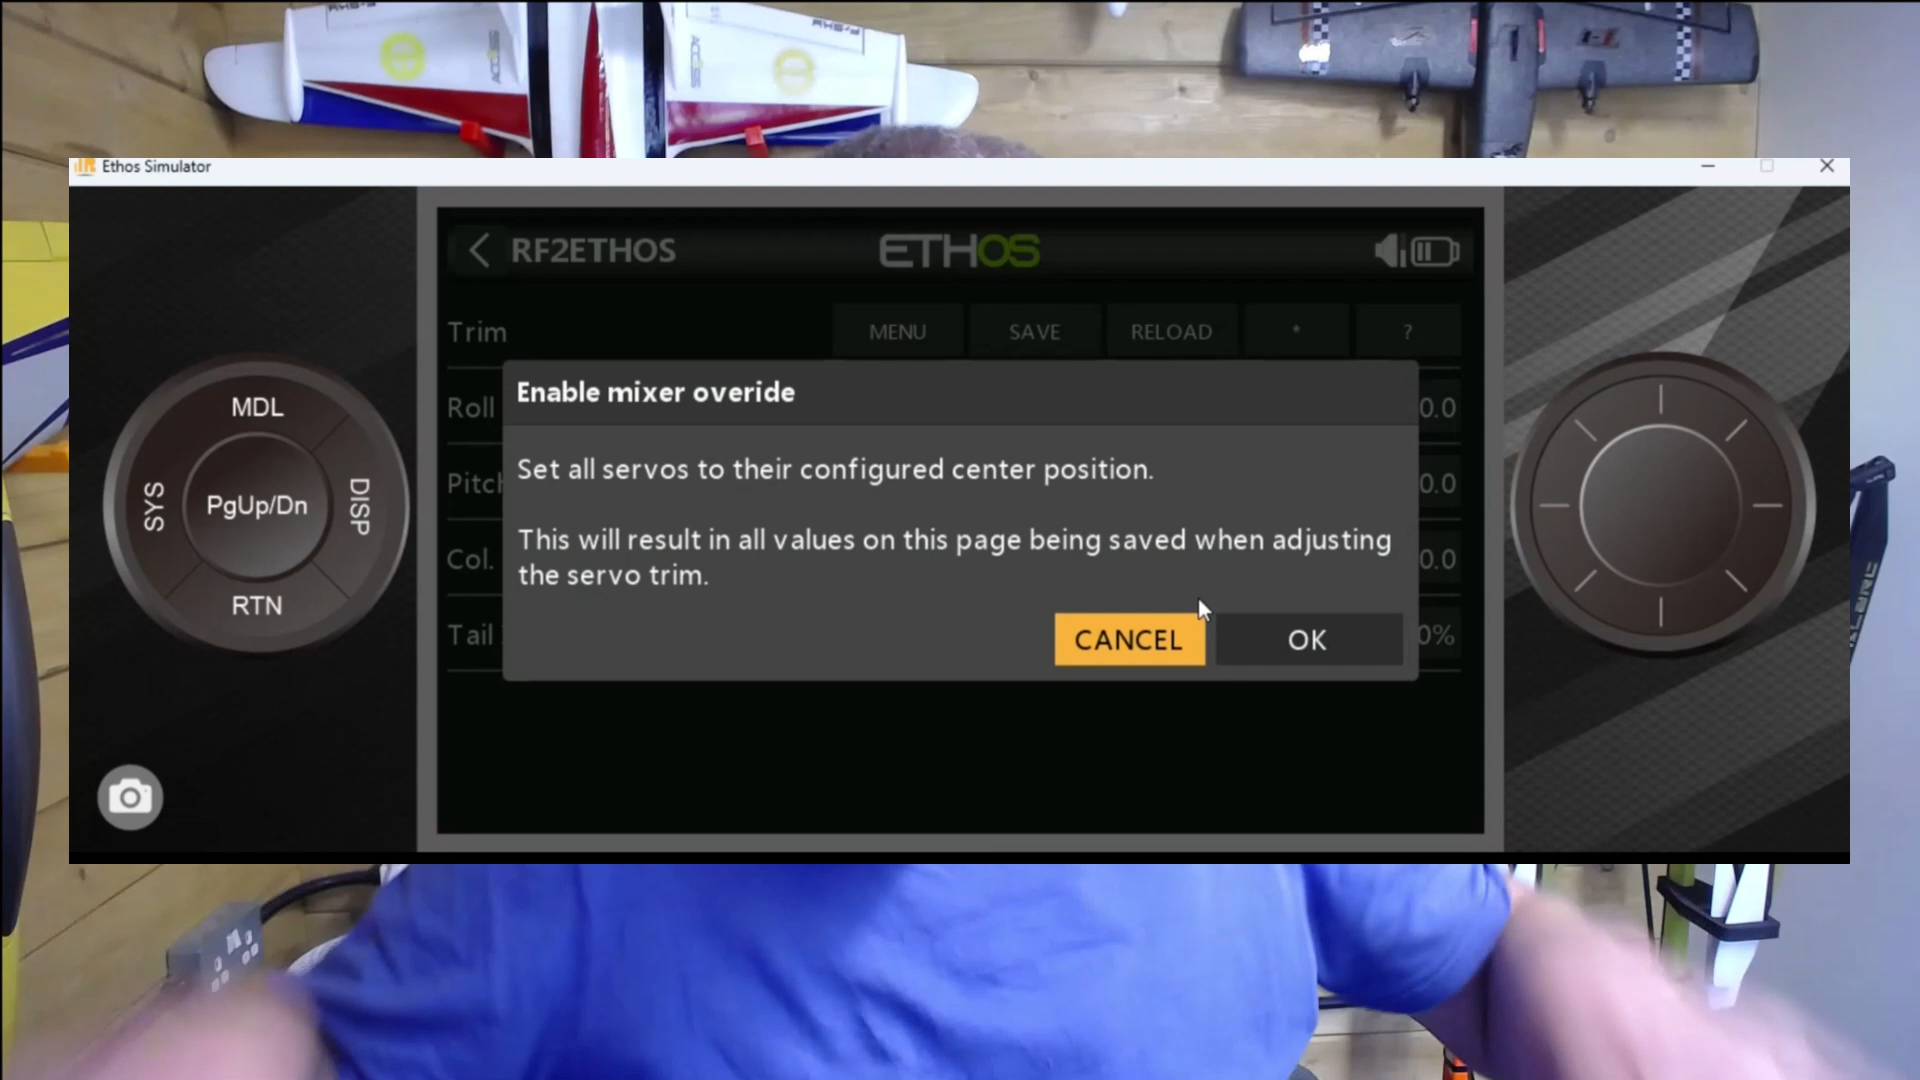 Ethos Simulator
RF2ETHOS
ETHOS
Trim
MENU
SAVE
RELOAD
*
?
Enable mixer overide
Roll
0.0
Set all servos to their configured center position.
Pitch
0.0
This will result in all values on this page being saved when adjusting
the servo trim.
Col.
0.0
Tail
0%
CANCEL
OK
MDL
SYS
PgUp/Dn
DISP
RTN